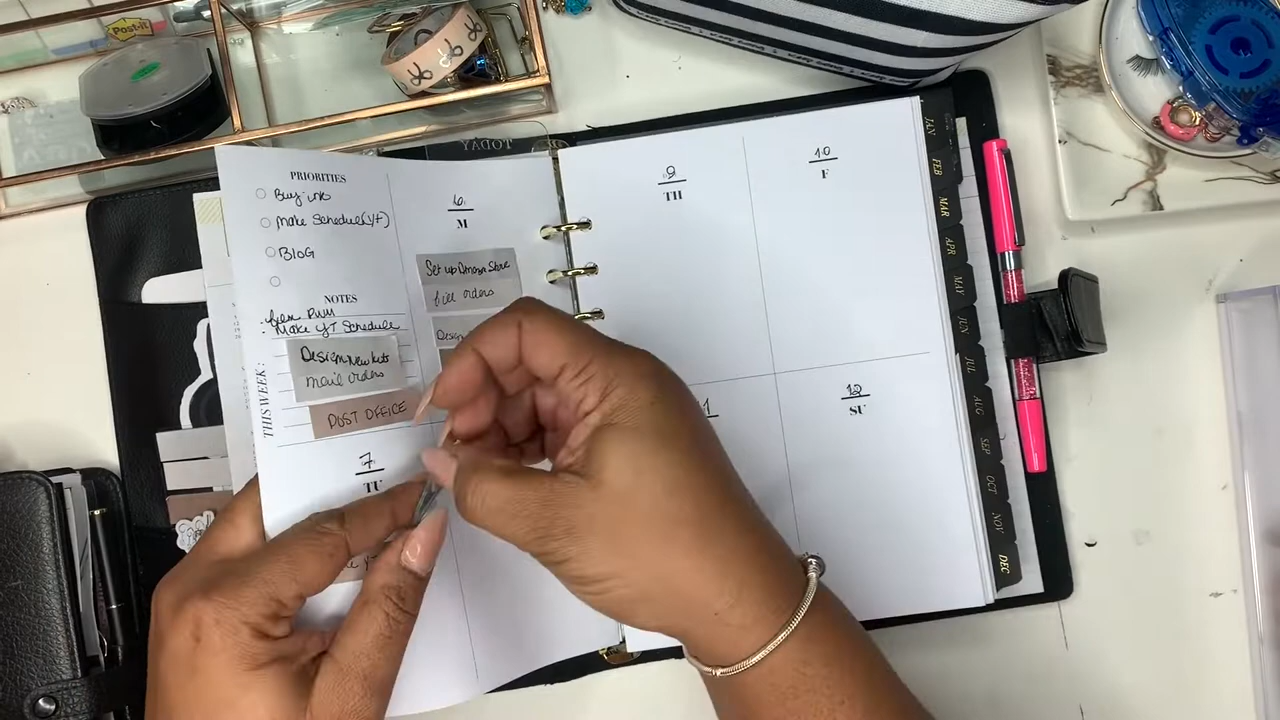 Post-it
TODAY
PRIORITIES
Buy ink
Make Schedule(Y/T)
BLOG
NOTES
Make YT Schedule
Design New kits
mail orders
POST OFFICE
THIS WEEK:
6
M
Set up Amazon Store
fill orders
Design
7
TU
9
TH
10
F
12
SU
JAN
FEB
MAR
APR
MAY
JUN
JUL
AUG
SEP
OCT
NOV
DEC